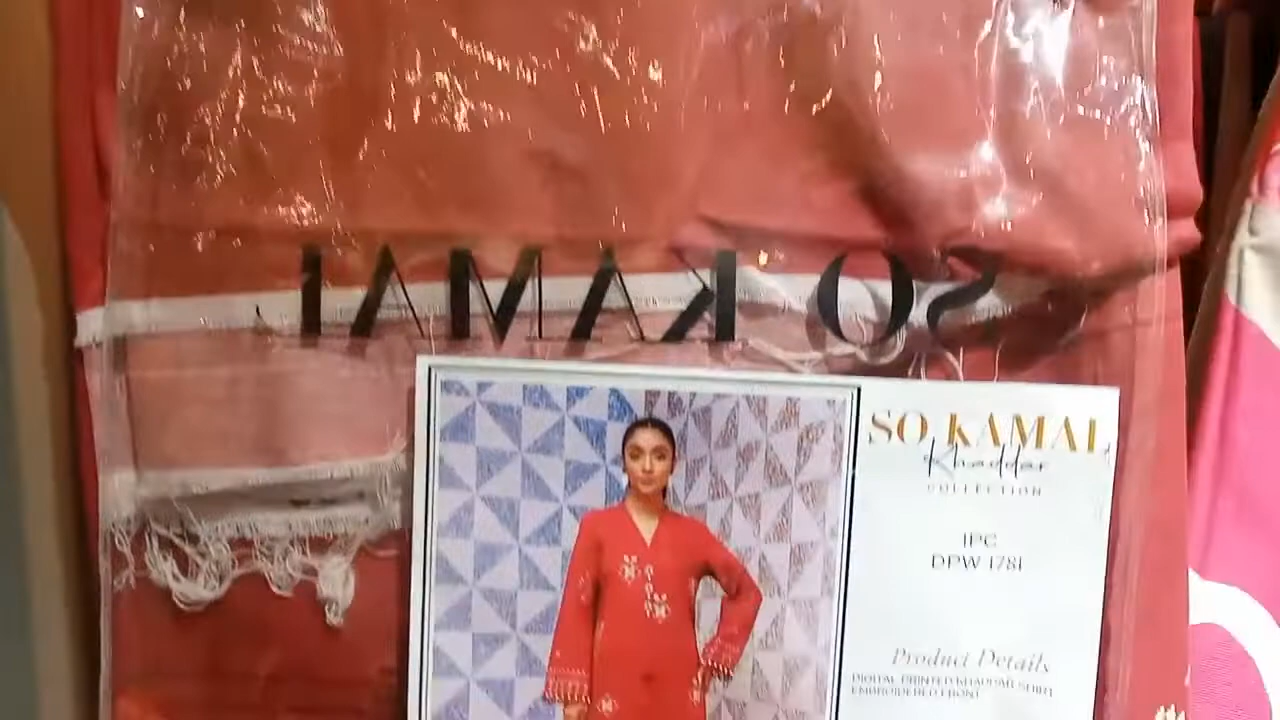 SO KAMAL
SO KAMAL
Khaddar
COLLECTION
1PC
DPW 1781
Product Details
DIGITAL PRINTED KHADDAR SHIRT
EMBROIDERED FRONT